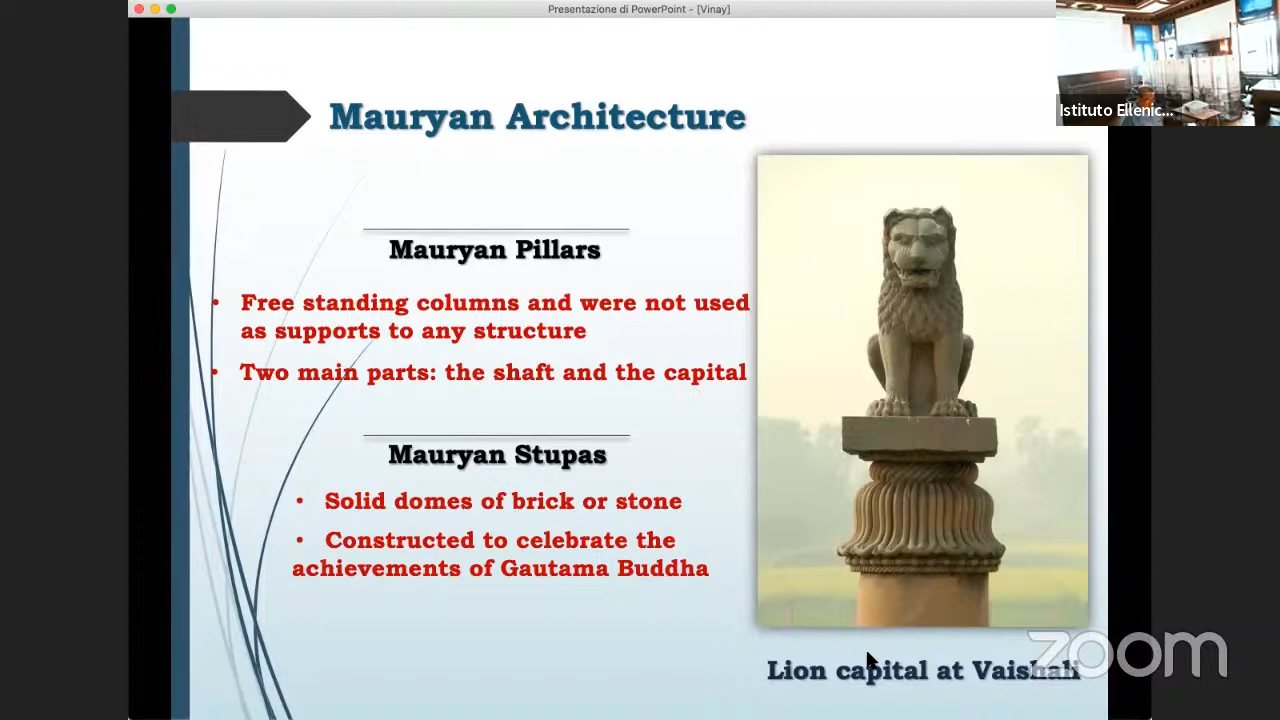 Presentazione di PowerPoint - [Vinay]
Istituto Ellenic...
Mauryan Architecture
Mauryan Pillars
• Free standing columns and were not used
as supports to any structure
• Two main parts: the shaft and the capital
Mauryan Stupas
• Solid domes of brick or stone
• Constructed to celebrate the
achievements of Gautama Buddha
Lion capital at Vaishali
zoom